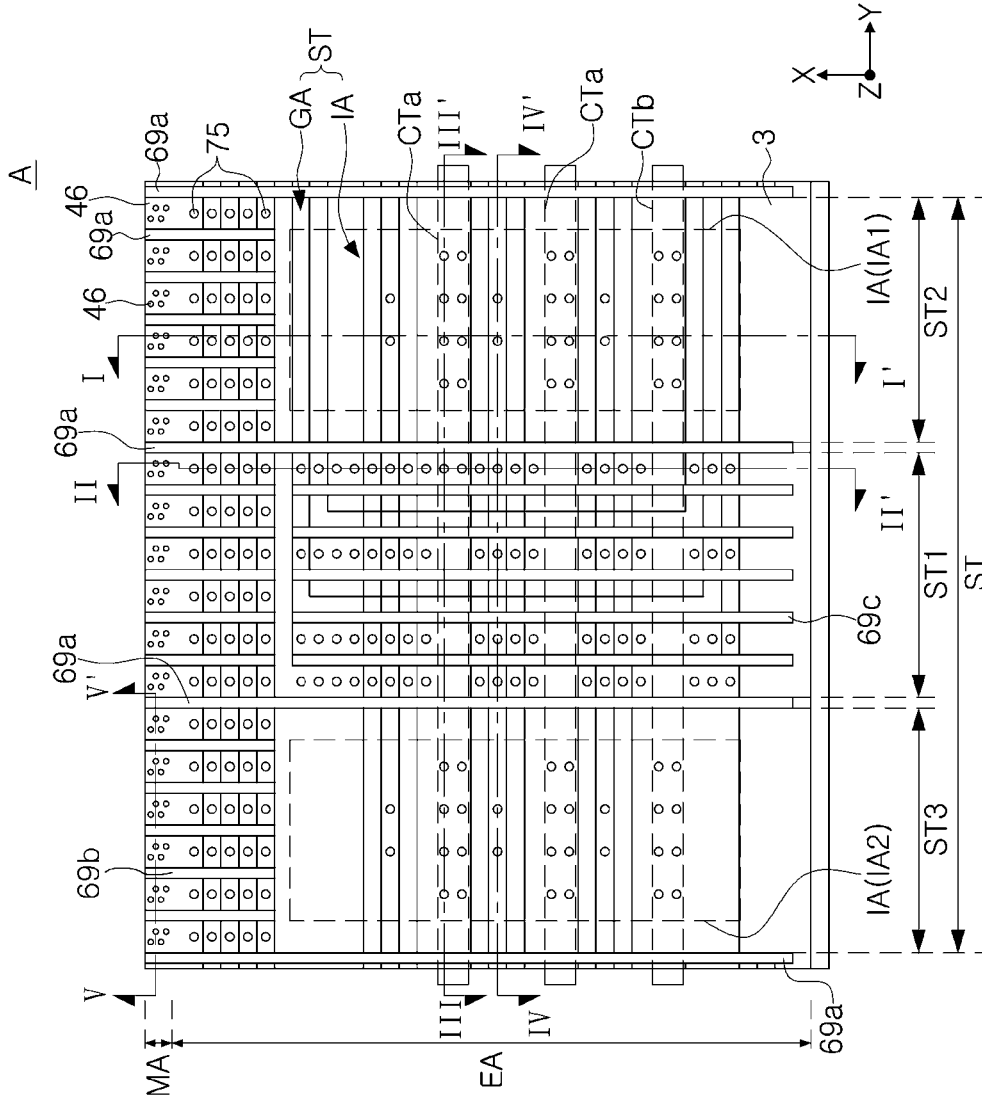 A
69a
46
75
69a
46
GA
IA
ST
CTa
III'
IV'
CTa
CTb
X
Y
Z
3
I
I'
69a
II
II'
IA(IA1)
ST2
ST1
ST
69c
69a
V'
69b
V
IA(IA2)
ST3
III
IV
69a
MA
EA